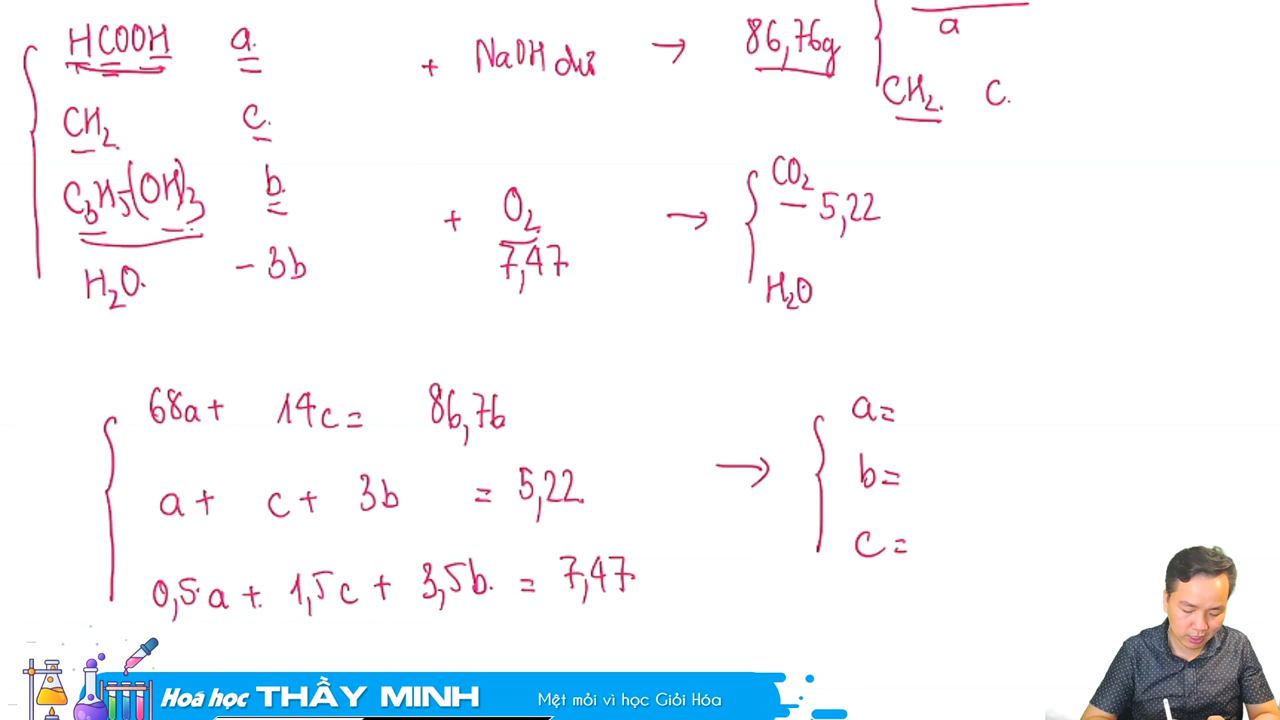 HCOOH a. + NaOH dư → 86,76g { a
CH₂ c. CH₂. c.
C₃H₅(OH)₃ b. + O₂ 7,47 → { CO₂ 5,22
H₂O. -3b H₂O
68a + 14c = 86,76 → { a =
a + c + 3b = 5,22 b =
0,5a + 1,5c + 3,5b. = 7,47 c =
Hoá học THẦY MINH Mệt mỏi vì học Giỏi Hóa